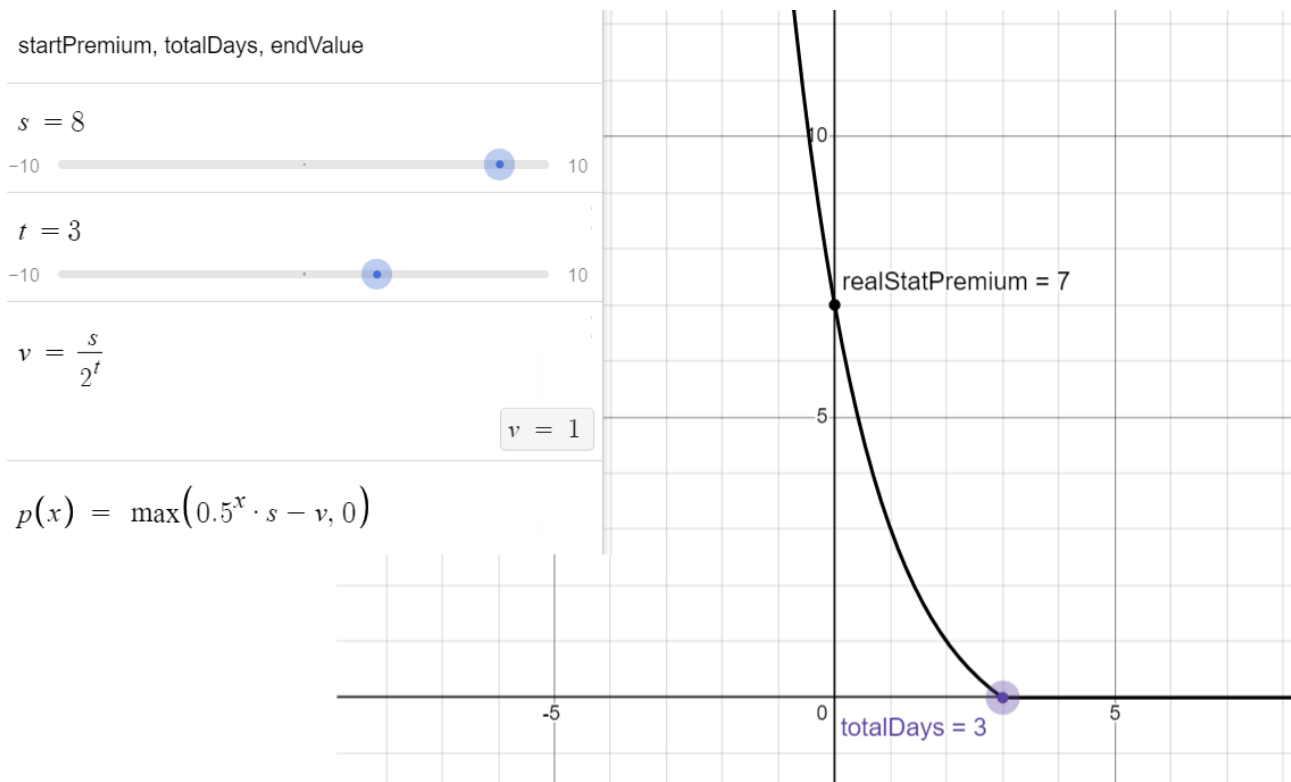 startPremium, totalDays, endValue
s = 8
−10 10
t = 3
−10 10
v = s/2^t
v = 1
p(x) = max(0.5^x · s − v, 0)
10
realStatPremium = 7
5
-5 0 5
totalDays = 3